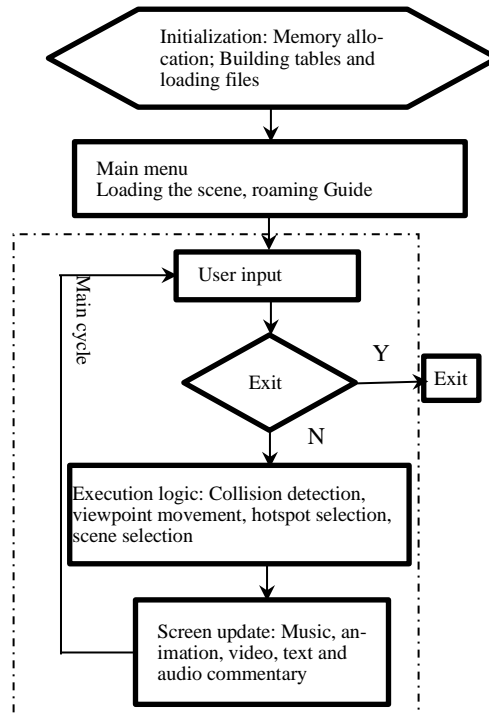 Initialization: Memory allo-
cation; Building tables and
loading files
Main menu
Loading the scene, roaming Guide
User input
Main cycle
Exit
Y
Exit
N
Execution logic: Collision detection,
viewpoint movement, hotspot selection,
scene selection
Screen update: Music, an-
imation, video, text and
audio commentary